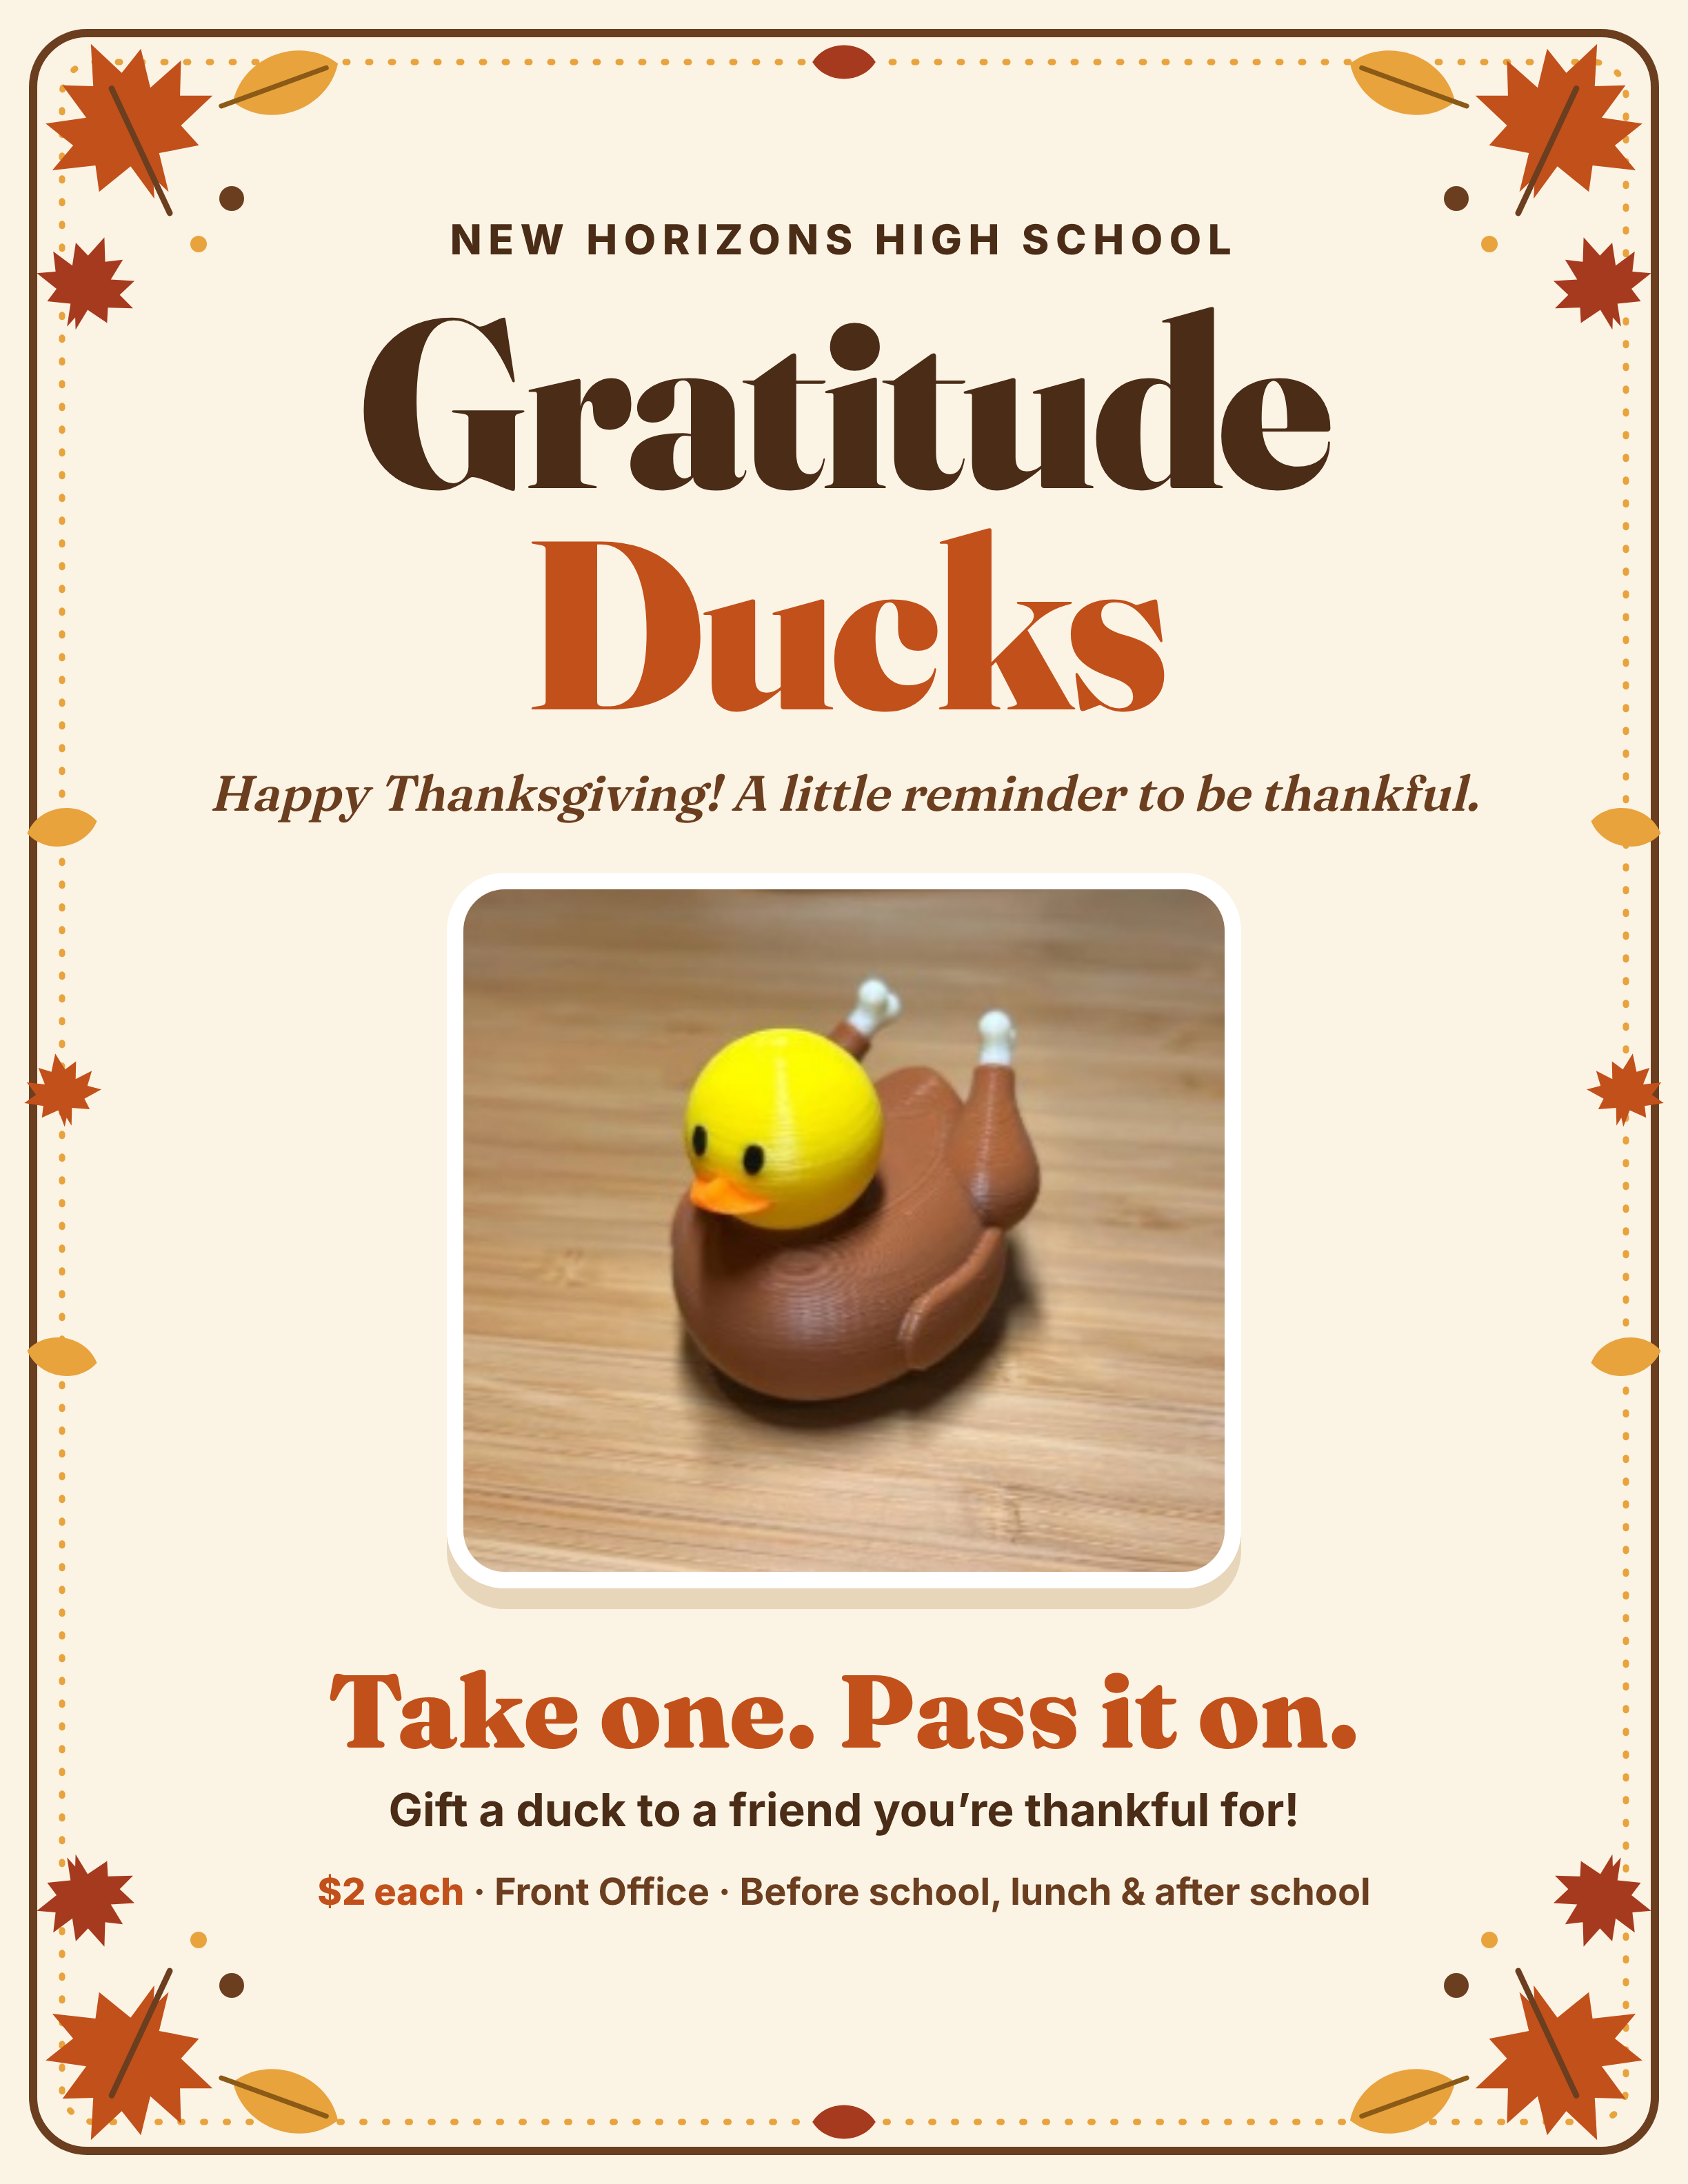 NEW HORIZONS HIGH SCHOOL
Gratitude
Ducks
Happy Thanksgiving! A little reminder to be thankful.
Take one. Pass it on.
Gift a duck to a friend you’re thankful for!
$2 each · Front Office · Before school, lunch & after school